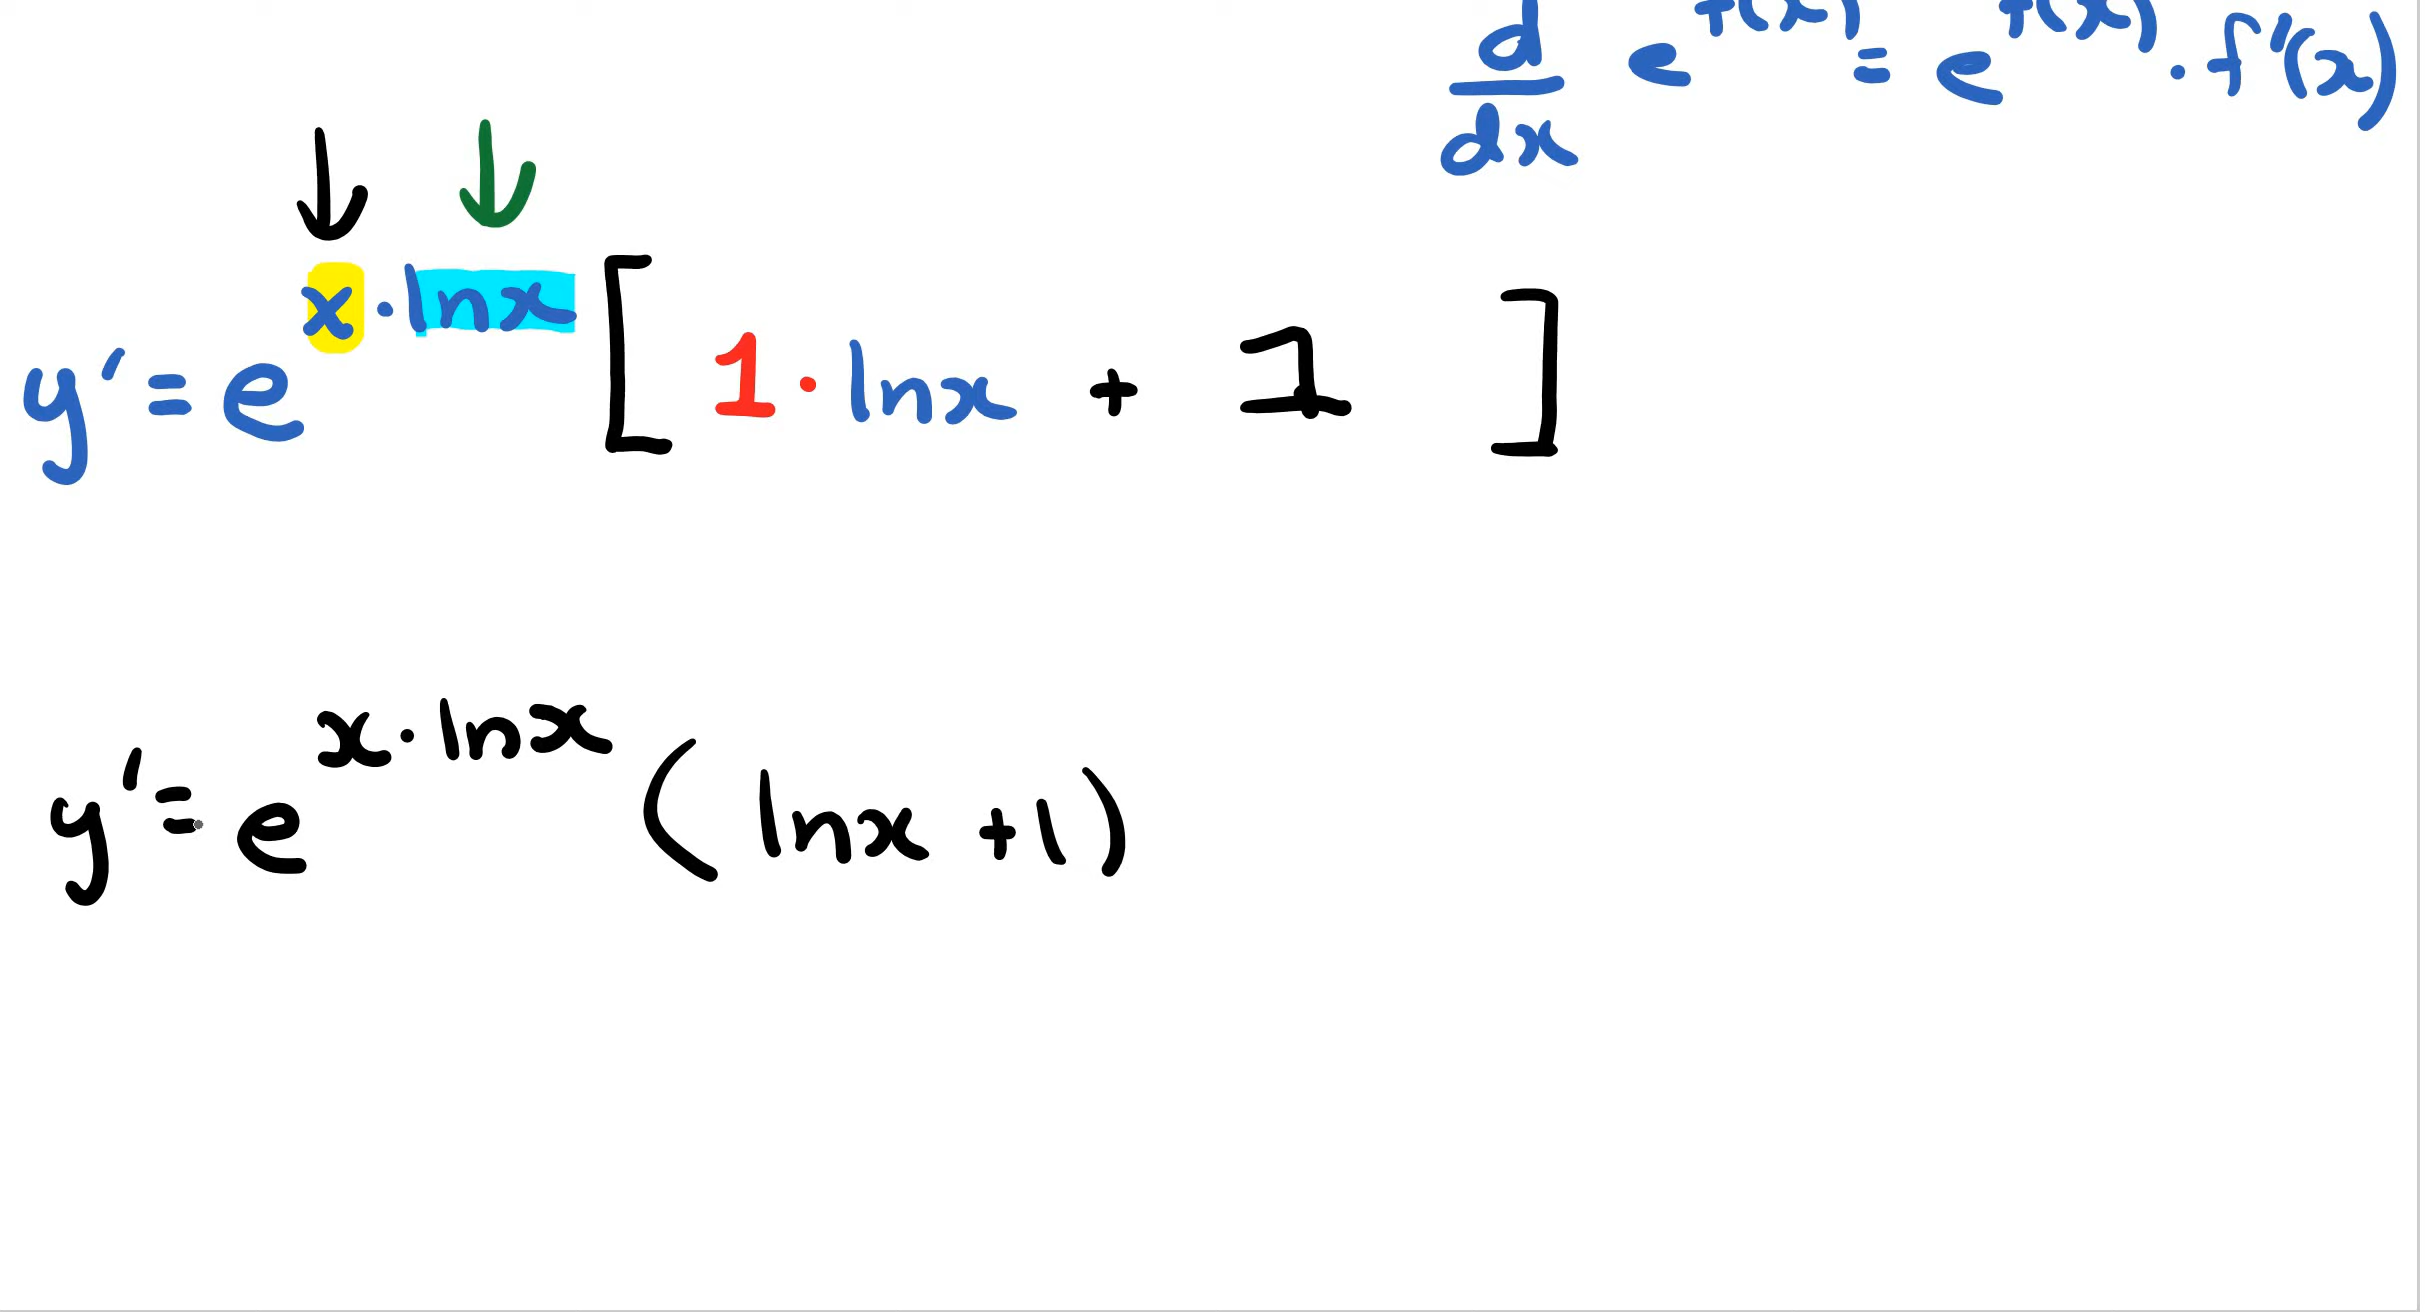 d/dx e^f(x) = e^f(x) · f'(x)
y' = e^x·lnx [ 1 · lnx + 1 ]
y' = e^x·lnx ( lnx + 1 )